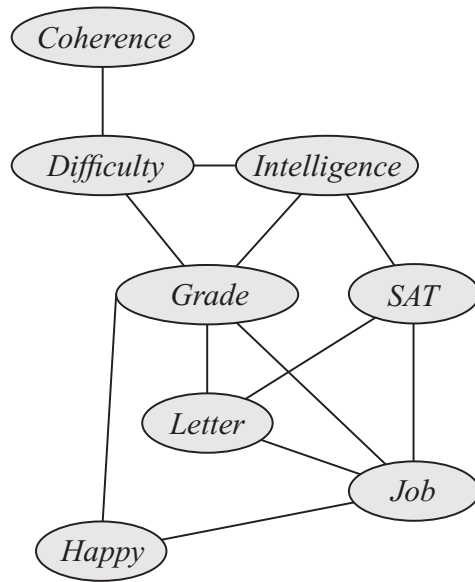 Coherence
Difficulty
Intelligence
Grade
SAT
Letter
Job
Happy